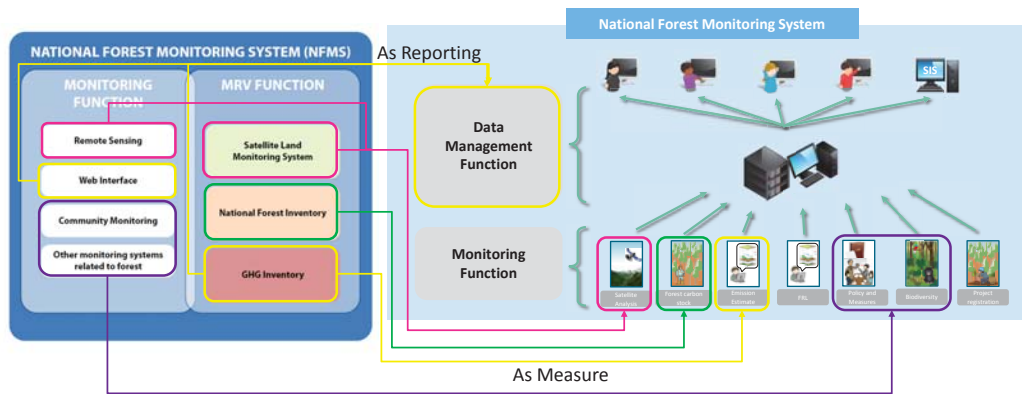 National Forest Monitoring System
NATIONAL FOREST MONITORING SYSTEM (NFMS)
As Reporting
MONITORING
FUNCTION
MRV FUNCTION
Remote Sensing
Web Interface
Community Monitoring
Other monitoring systems
related to forest
Satellite Land
Monitoring System
National Forest Inventory
GHG Inventory
Data
Management
Function
SIS
Monitoring
Function
Satellite
Analysis
Forest carbon
stock
Emission
Estimate
FRL
Policy and
Measures
Biodiversity
Project
registration
As Measure